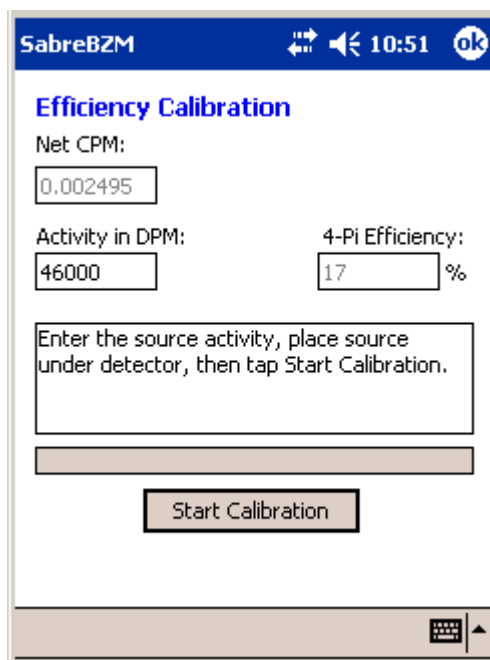 SabreBZM 10:51 ok
Efficiency Calibration
Net CPM:
0.002495
Activity in DPM: 4-Pi Efficiency:
46000 17 %
Enter the source activity, place source
under detector, then tap Start Calibration.
Start Calibration